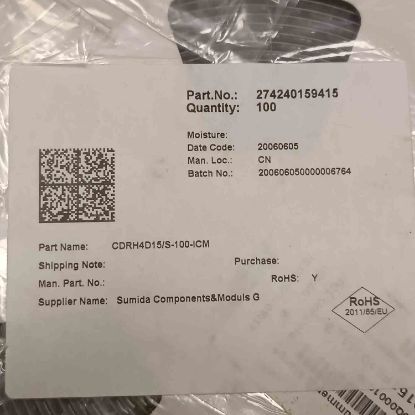 Part.No.: 274240159415
Quantity: 100
Moisture:
Date Code: 20060605
Man. Loc.: CN
Batch No.: 200606050000006764
Part Name: CDRH4D15/S-100-ICM
Shipping Note:
Purchase:
Man. Part. No.:
RoHS: Y
Supplier Name: Sumida Components&Moduls G
RoHS
2011/65/EU